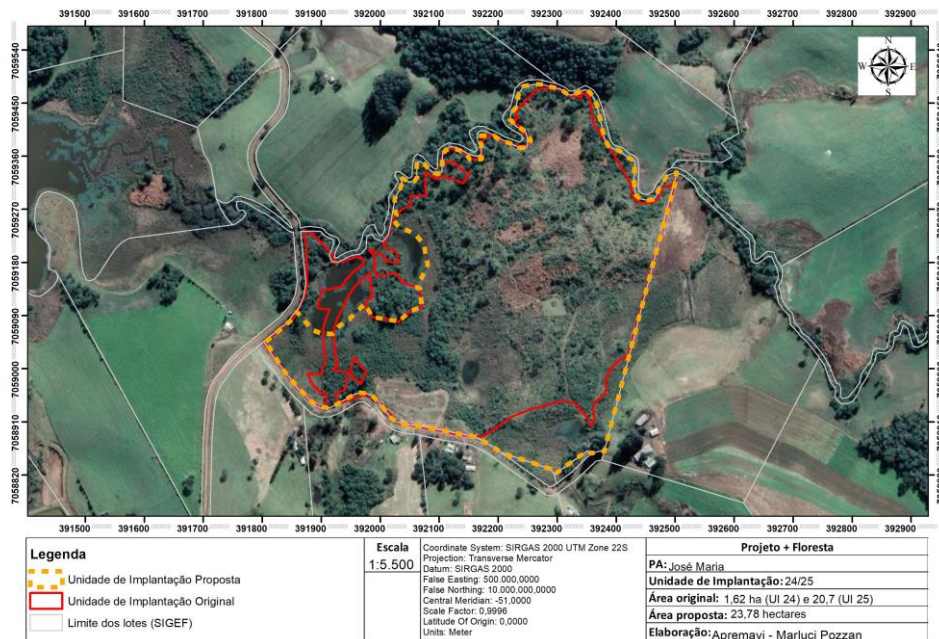 391500 391600 391700 391800 391900 392000 392100 392200 392300 392400 392500 392600 392700 392800 392900
7059540
7059450
7059360
7059270
7059180
7059090
7059000
7058910
7058820
N
W E
S
391500 391600 391700 391800 391900 392000 392100 392200 392300 392400 392500 392600 392700 392800 392900
Legenda
Unidade de Implantação Proposta
Unidade de Implantação Original
Limite dos lotes (SIGEF)
Escala
1:5.500
Coordinate System: SIRGAS 2000 UTM Zone 22S
Projection: Transverse Mercator
Datum: SIRGAS 2000
False Easting: 500.000,0000
False Northing: 10.000.000,0000
Central Meridian: -51,0000
Scale Factor: 0,9996
Latitude Of Origin: 0,0000
Units: Meter
Projeto + Floresta
PA: José Maria
Unidade de Implantação: 24/25
Área original: 1,62 ha (UI 24) e 20,7 (UI 25)
Área proposta: 23,78 hectares
Elaboração: Apremavi - Marluci Pozzan